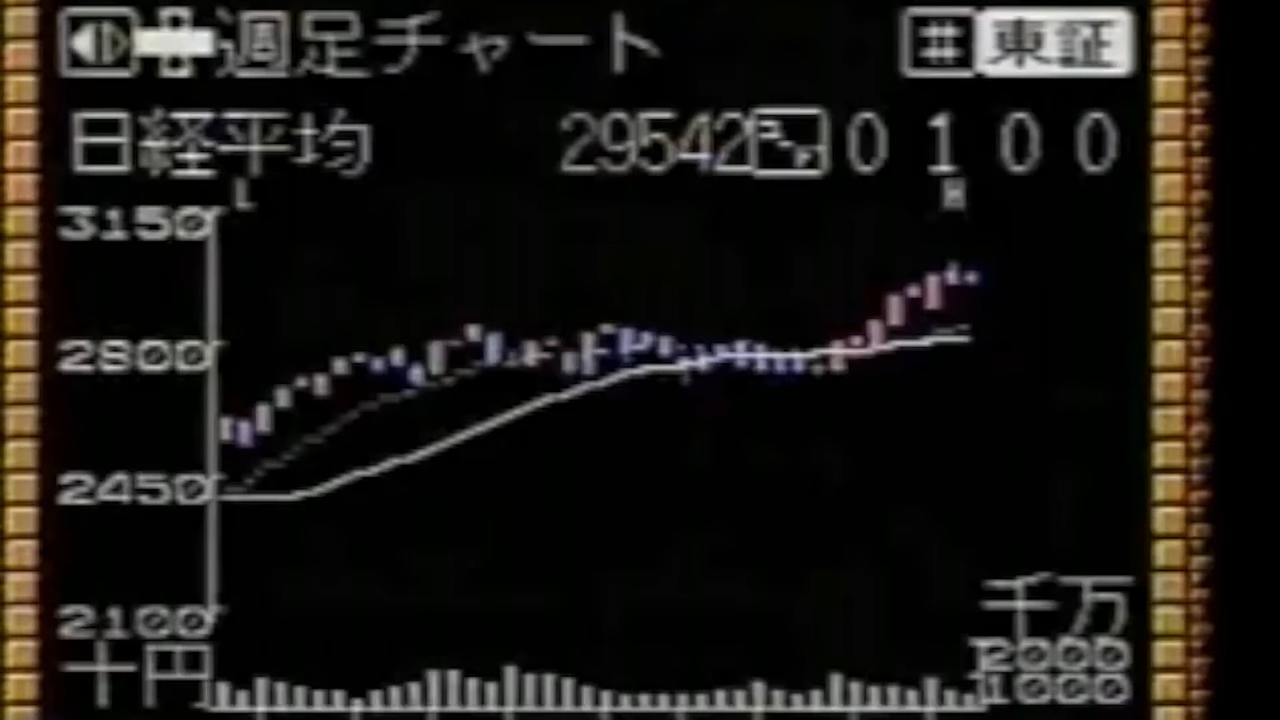 週足チャート 井 東証
日経平均 29542 0 1 0 0
L H
3150
2800
2450
2100
千万
十円 2000
1000